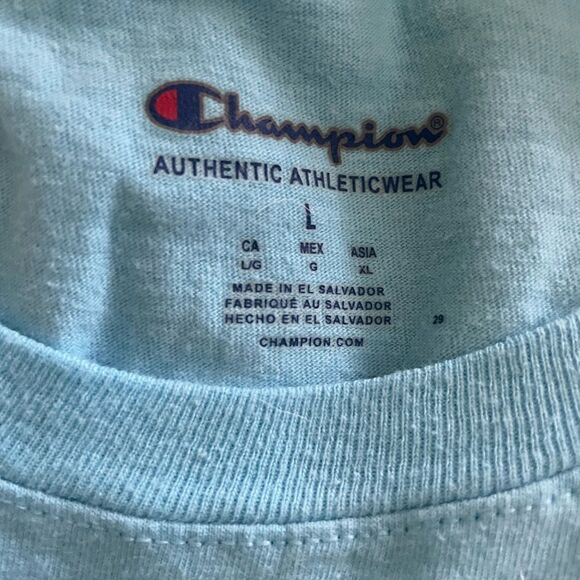 Champion®
AUTHENTIC ATHLETICWEAR
L
CA MEX ASIA
L/G G XL
MADE IN EL SALVADOR
FABRIQUÉ AU SALVADOR
HECHO EN EL SALVADOR 29
CHAMPION.COM